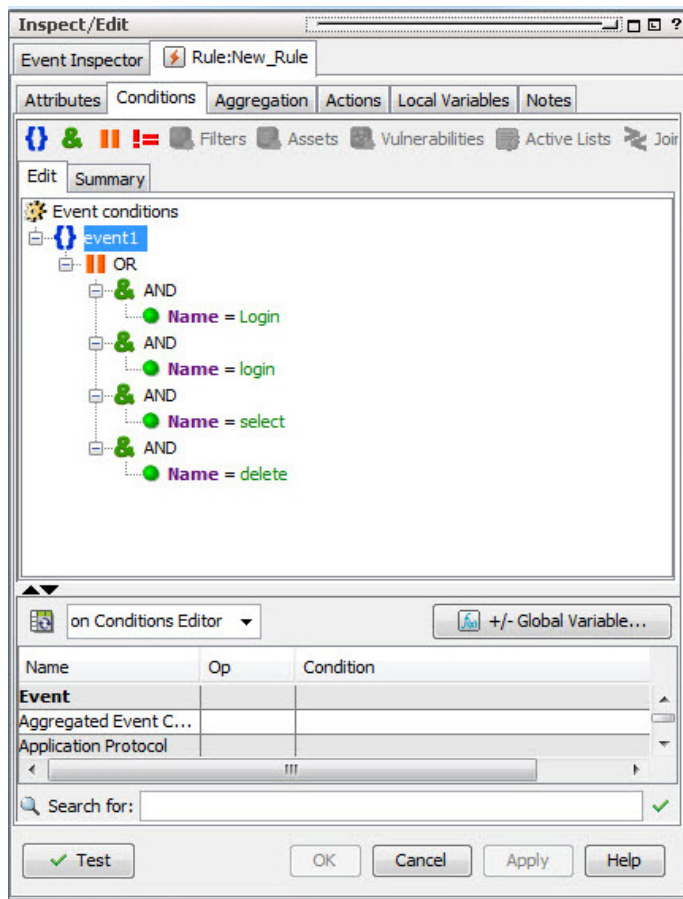 Inspect/Edit ?
Event Inspector Rule:New_Rule
Attributes Conditions Aggregation Actions Local Variables Notes
{} & != Filters Assets Vulnerabilities Active Lists Joir
Edit Summary
Event conditions
{} event1
OR
& AND
Name = Login
& AND
Name = login
& AND
Name = select
& AND
Name = delete
on Conditions Editor +/- Global Variable...
Name Op Condition
Event
Aggregated Event C...
Application Protocol
Search for:
Test OK Cancel Apply Help